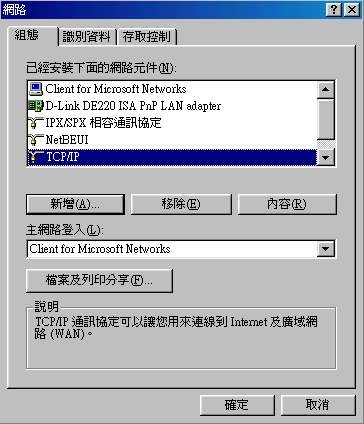 網路
組態
識別資料
存取控制
已經安裝下面的網路元件(N):
Client for Microsoft Networks
D-Link DE220 ISA PnP LAN adapter
IPX/SPX 相容通訊協定
NetBEUI
TCP/IP
新增(A)...
移除(E)
內容(R)
主網路登入(L):
Client for Microsoft Networks
檔案及列印分享(F)...
說明
TCP/IP 通訊協定可以讓您用來連線到 Internet 及廣域網
路 (WAN)。
確定
取消